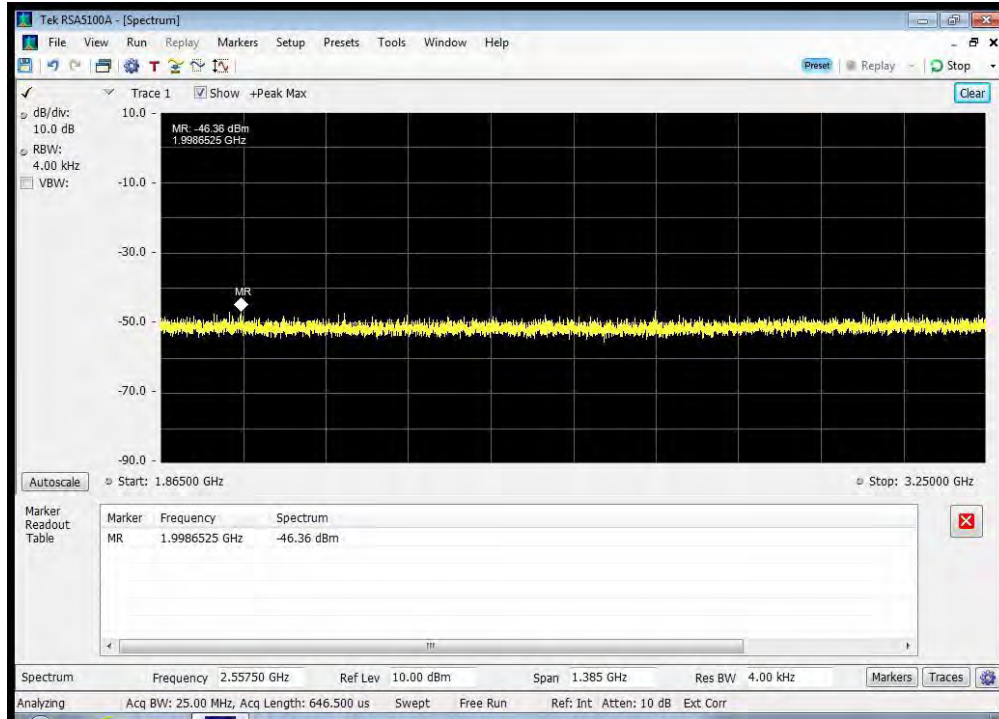 Tek RSA5100A - [Spectrum]
File View Run Replay Markers Setup Presets Tools Window Help
T
Preset Replay Stop
Trace 1 Show +Peak Max Clear
dB/div:
10.0 dB
RBW:
4.00 kHz
VBW:
10.0
-10.0
-30.0
-50.0
-70.0
-90.0
MR: -46.36 dBm
1.9986525 GHz
MR
Autoscale Start: 1.86500 GHz Stop: 3.25000 GHz
Marker
Readout
Table
Marker Frequency Spectrum
MR 1.9986525 GHz -46.36 dBm
Spectrum Frequency 2.55750 GHz Ref Lev 10.00 dBm Span 1.385 GHz Res BW 4.00 kHz Markers Traces
Analyzing Acq BW: 25.00 MHz, Acq Length: 646.500 us Swept Free Run Ref: Int Atten: 10 dB Ext Corr